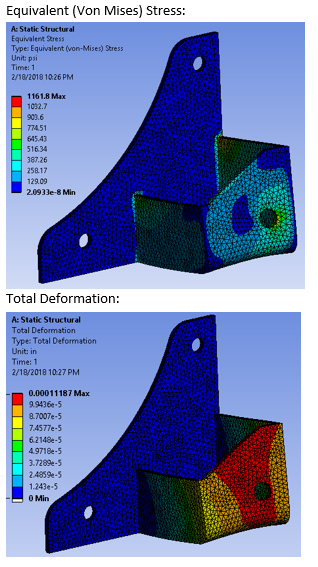 Equivalent (Von Mises) Stress:
A: Static Structural
Equivalent Stress
Type: Equivalent (von-Mises) Stress
Unit: psi
Time: 1
2/18/2018 10:26 PM
1161.8 Max
1032.7
903.6
774.51
645.43
516.34
387.26
258.17
129.09
2.0933e-8 Min
Total Deformation:
A: Static Structural
Total Deformation
Type: Total Deformation
Unit: in
Time: 1
2/18/2018 10:27 PM
0.00011187 Max
9.9436e-5
8.7007e-5
7.4577e-5
6.2148e-5
4.9718e-5
3.7289e-5
2.4859e-5
1.243e-5
0 Min